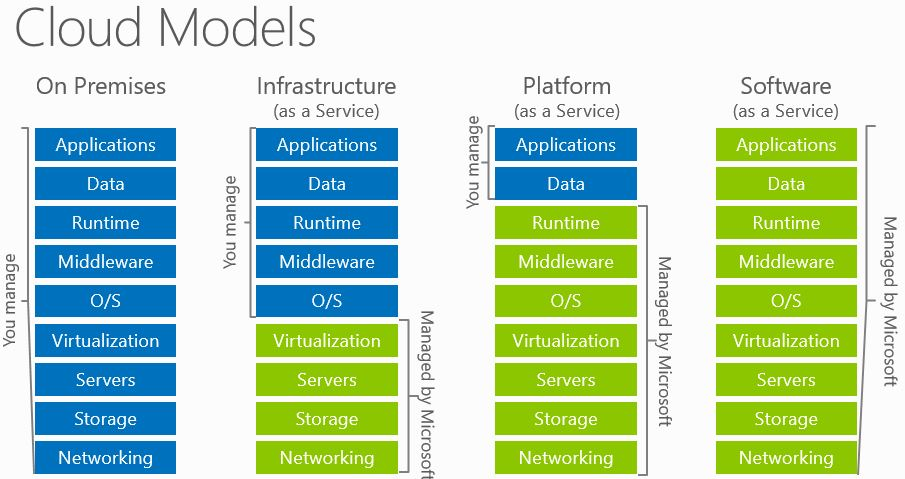 Cloud Models
On Premises
You manage
Applications
Data
Runtime
Middleware
O/S
Virtualization
Servers
Storage
Networking
Infrastructure
(as a Service)
You manage
Applications
Data
Runtime
Middleware
O/S
Virtualization
Servers
Storage
Networking
Managed by Microsoft
Platform
(as a Service)
You manage
Applications
Data
Runtime
Middleware
O/S
Virtualization
Servers
Storage
Networking
Managed by Microsoft
Software
(as a Service)
Applications
Data
Runtime
Middleware
O/S
Virtualization
Servers
Storage
Networking
Managed by Microsoft